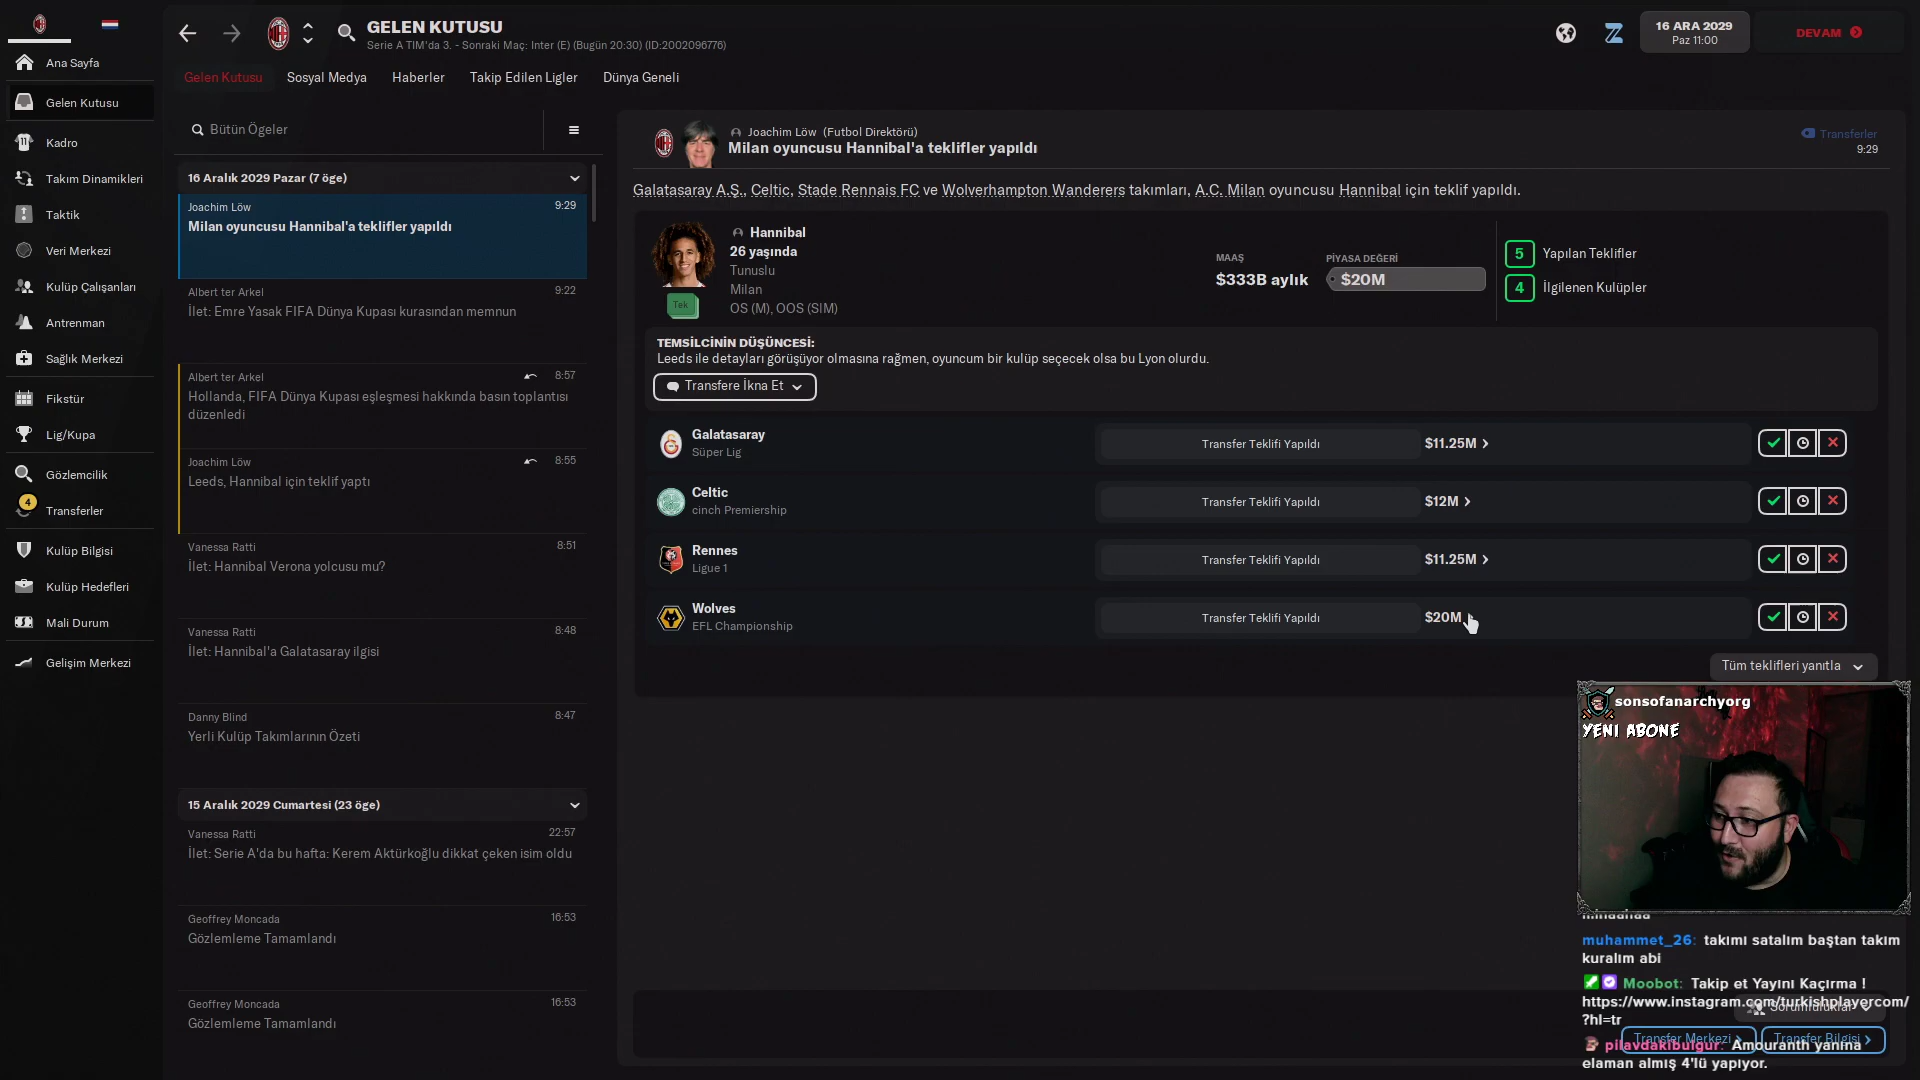 GELEN KUTUSU
Serie A TIM'da 3. - Sonraki Maç: Inter (E) (Bugün 20:30) (ID:2002096776)
16 ARA 2029
Paz 11:00
DEVAM
Gelen Kutusu
Sosyal Medya
Haberler
Takip Edilen Ligler
Dünya Geneli
Ana Sayfa
Gelen Kutusu
Kadro
Takım Dinamikleri
Taktik
Veri Merkezi
Kulüp Çalışanları
Antrenman
Sağlık Merkezi
Fikstür
Lig/Kupa
Gözlemcilik
4
Transferler
Kulüp Bilgisi
Kulüp Hedefleri
Mali Durum
Gelişim Merkezi
Bütün Ögeler
16 Aralık 2029 Pazar (7 öge)
Joachim Löw 9:29
Milan oyuncusu Hannibal'a teklifler yapıldı
Albert ter Arkel 9:22
İlet: Emre Yasak FIFA Dünya Kupası kurasından memnun
Albert ter Arkel 8:57
Hollanda, FIFA Dünya Kupası eşleşmesi hakkında basın toplantısı
düzenledi
Joachim Löw 8:55
Leeds, Hannibal için teklif yaptı
Vanessa Ratti 8:51
İlet: Hannibal Verona yolcusu mu?
Vanessa Ratti 8:48
İlet: Hannibal'a Galatasaray ilgisi
Danny Blind 8:47
Yerli Kulüp Takımlarının Özeti
15 Aralık 2029 Cumartesi (23 öge)
Vanessa Ratti 22:57
İlet: Serie A'da bu hafta: Kerem Aktürkoğlu dikkat çeken isim oldu
Geoffrey Moncada 16:53
Gözlemleme Tamamlandı
Geoffrey Moncada 16:53
Gözlemleme Tamamlandı
Joachim Löw (Futbol Direktörü)
Milan oyuncusu Hannibal'a teklifler yapıldı
Transferler
9:29
Galatasaray A.Ş., Celtic, Stade Rennais FC ve Wolverhampton Wanderers takımları, A.C. Milan oyuncusu Hannibal için teklif yapıldı.
Hannibal
26 yaşında
Tunuslu
Milan
OS (M), OOS (SIM)
Tek
MAAŞ
$333B aylık
PİYASA DEĞERİ
$20M
5 Yapılan Teklifler
4 İlgilenen Kulüpler
TEMSİLCİNİN DÜŞÜNCESİ:
Leeds ile detayları görüşüyor olmasına rağmen, oyuncum bir kulüp seçecek olsa bu Lyon olurdu.
Transfere İkna Et
Galatasaray
Süper Lig
Transfer Teklifi Yapıldı $11.25M
Celtic
cinch Premiership
Transfer Teklifi Yapıldı $12M
Rennes
Ligue 1
Transfer Teklifi Yapıldı $11.25M
Wolves
EFL Championship
Transfer Teklifi Yapıldı $20M
Tüm teklifleri yanıtla
sonsofanarchyorg
YENI ABONE
muhammet_26: takımı satalım baştan takım
kuralım abi
Moobot: Takip et Yayını Kaçırma !
https://www.instagram.com/turkishplayercom/
?hl=tr
Sorumluluklar
Transfer Merkezi
Transfer Bilgisi
pilavdakibulgur: Amouranth yanına
elaman almış 4'lü yapıyor.